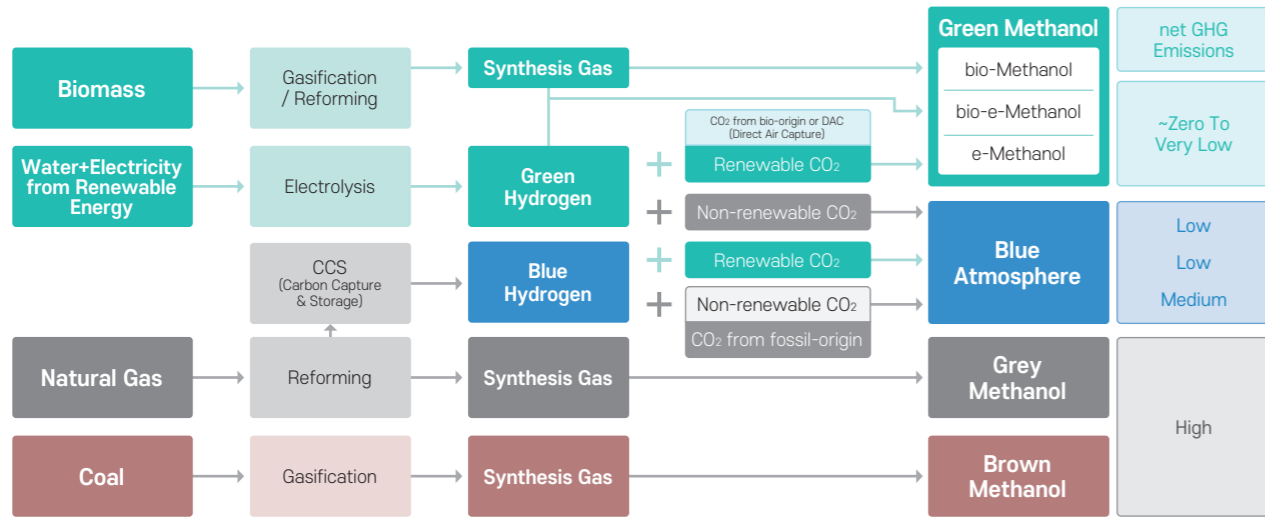 Biomass
Gasification
/ Reforming
Synthesis Gas
Green Methanol
bio-Methanol
bio-e-Methanol
e-Methanol
net GHG
Emissions
~Zero To
Very Low
Water+Electricity
from Renewable
Energy
Electrolysis
Green
Hydrogen
+
CO₂ from bio-origin or DAC
(Direct Air Capture)
Renewable CO₂
+
Non-renewable CO₂
CCS
(Carbon Capture
& Storage)
Blue
Hydrogen
+
Renewable CO₂
+
Non-renewable CO₂
CO₂ from fossil-origin
Blue
Atmosphere
Low
Low
Medium
Natural Gas
Reforming
Synthesis Gas
Grey
Methanol
High
Coal
Gasification
Synthesis Gas
Brown
Methanol